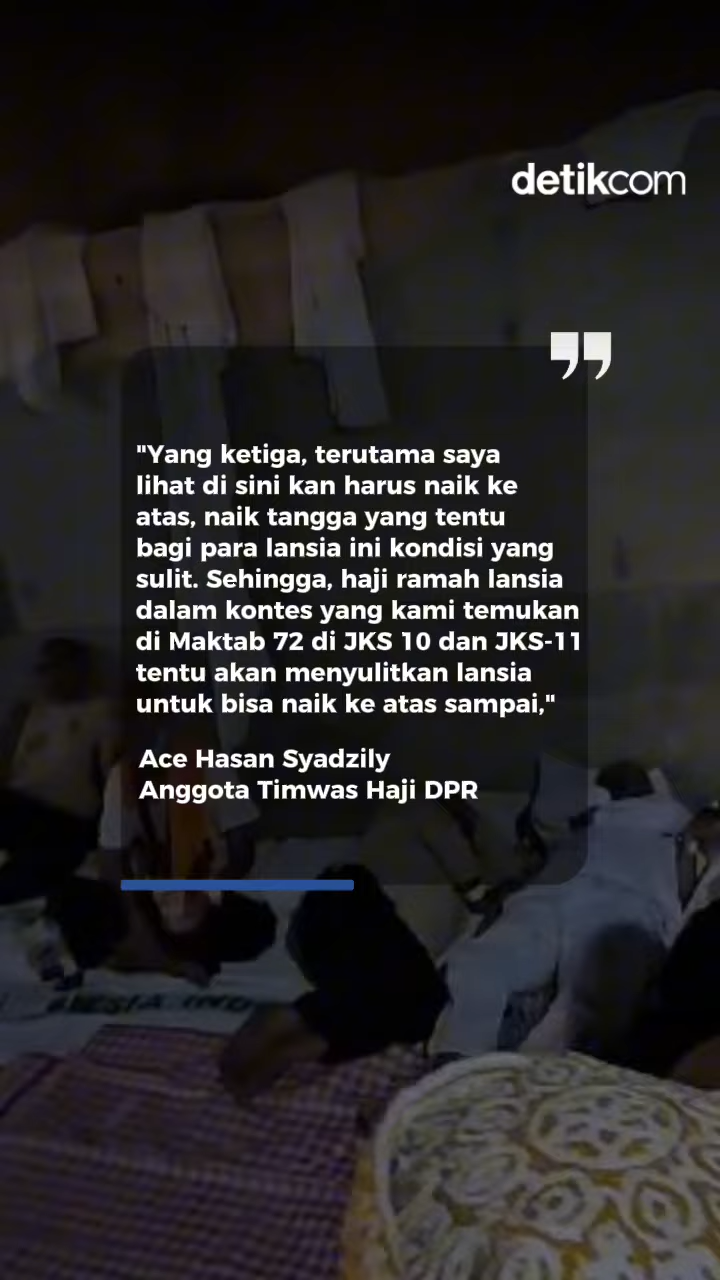 detikcom
"Yang ketiga, terutama saya
lihat di sini kan harus naik ke
atas, naik tangga yang tentu
bagi para lansia ini kondisi yang
sulit. Sehingga, haji ramah lansia
dalam kontes yang kami temukan
di Maktab 72 di JKS 10 dan JKS-11
tentu akan menyulitkan lansia
untuk bisa naik ke atas sampai,"
Ace Hasan Syadzily
Anggota Timwas Haji DPR